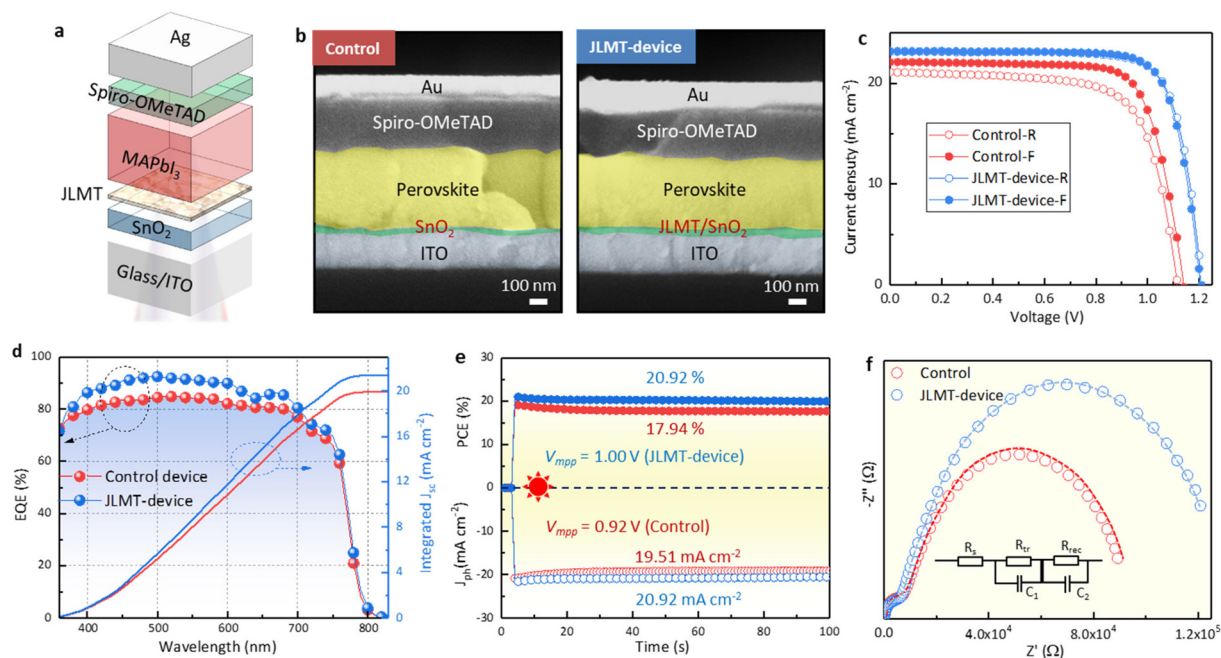 a
Ag
Spiro-OMeTAD
MAPbI₃
JLMT
SnO₂
Glass/ITO
b
Control
Au
Spiro-OMeTAD
Perovskite
SnO₂
ITO
100 nm
JLMT-device
Au
Spiro-OMeTAD
Perovskite
JLMT/SnO₂
ITO
100 nm
c
Current densuty (mA cm⁻²)
20
10
0
Control-R
Control-F
JLMT-device-R
JLMT-device-F
0.0 0.2 0.4 0.6 0.8 1.0 1.2
Voltage (V)
d
EQE (%)
100
80
60
40
20
0
Control device
JLMT-device
400 500 600 700 800
Wavelength (nm)
20
16
12
8
4
0
Integrated Jsc (mA cm⁻²)
e
PCE (%)
Jph(mA cm⁻²)
30
20
10
0
-10
-20
-30
20.92 %
17.94 %
Vmpp = 1.00 V (JLMT-device)
Vmpp = 0.92 V (Control)
19.51 mA cm⁻²
20.92 mA cm⁻²
0 20 40 60 80 100
Time (s)
f
Control
JLMT-device
-Z'' (Ω)
Rs
Rtr
Rrec
C₁
C₂
0 4.0x10⁴ 8.0x10⁴ 1.2x10⁵
Z' (Ω)